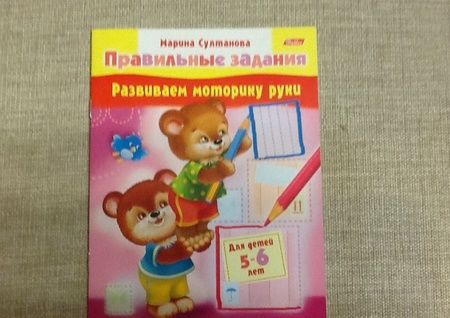 Марина Султанова
Правильные задания
Развиваем моторику руки
Для детей
5-6
лет